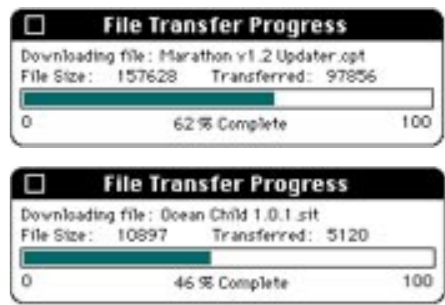 File Transfer Progress
Downloading file: Marathon v1.2 Updater.cpt
File Size: 157628 Transferred: 97856
0 62 % Complete 100
File Transfer Progress
Downloading file: Ocean Child 1.0.1.sit
File Size: 10897 Transferred: 5120
0 46 % Complete 100